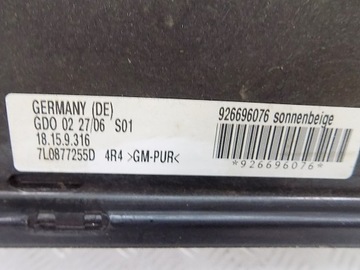 GERMANY (DE)
GDO 02 27/06 S01
18.15.9.316
7L0877255D 4R4 >GM-PUR<
926696076 sonnenbeige
*926696076*